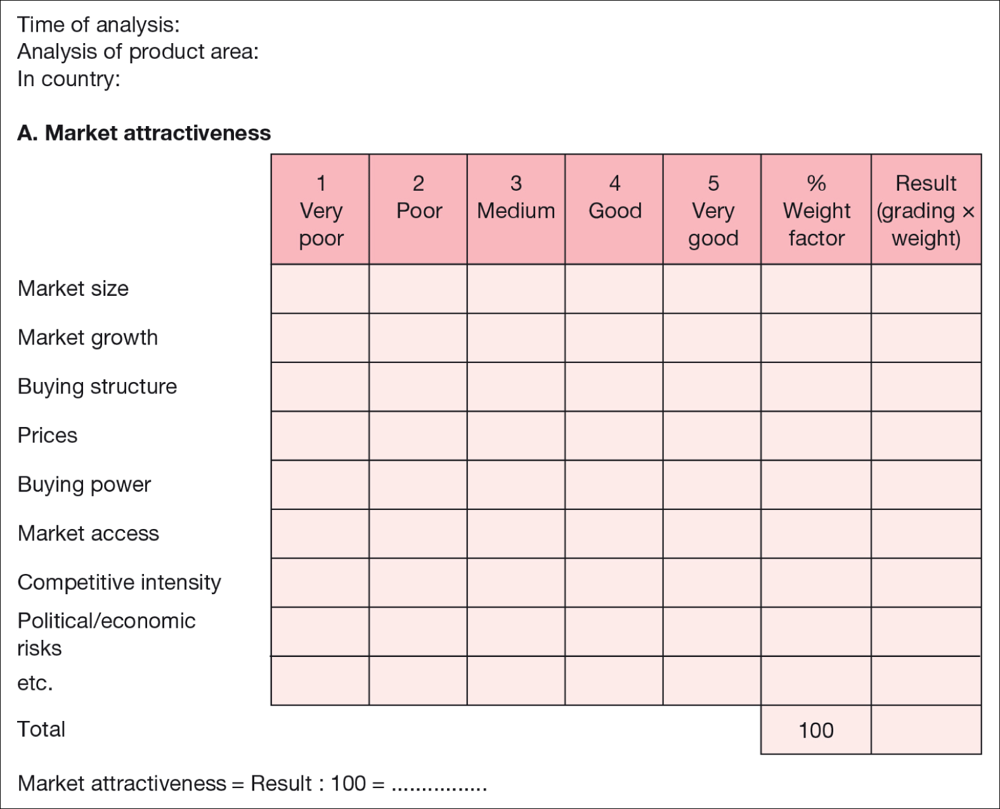 Time of analysis:
Analysis of product area:
In country:
A. Market attractiveness
1 Very poor
2 Poor
3 Medium
4 Good
5 Very good
% Weight factor
Result (grading × weight)
Market size
Market growth
Buying structure
Prices
Buying power
Market access
Competitive intensity
Political/economic
risks
etc.
Total 100
Market attractiveness = Result : 100 = ................